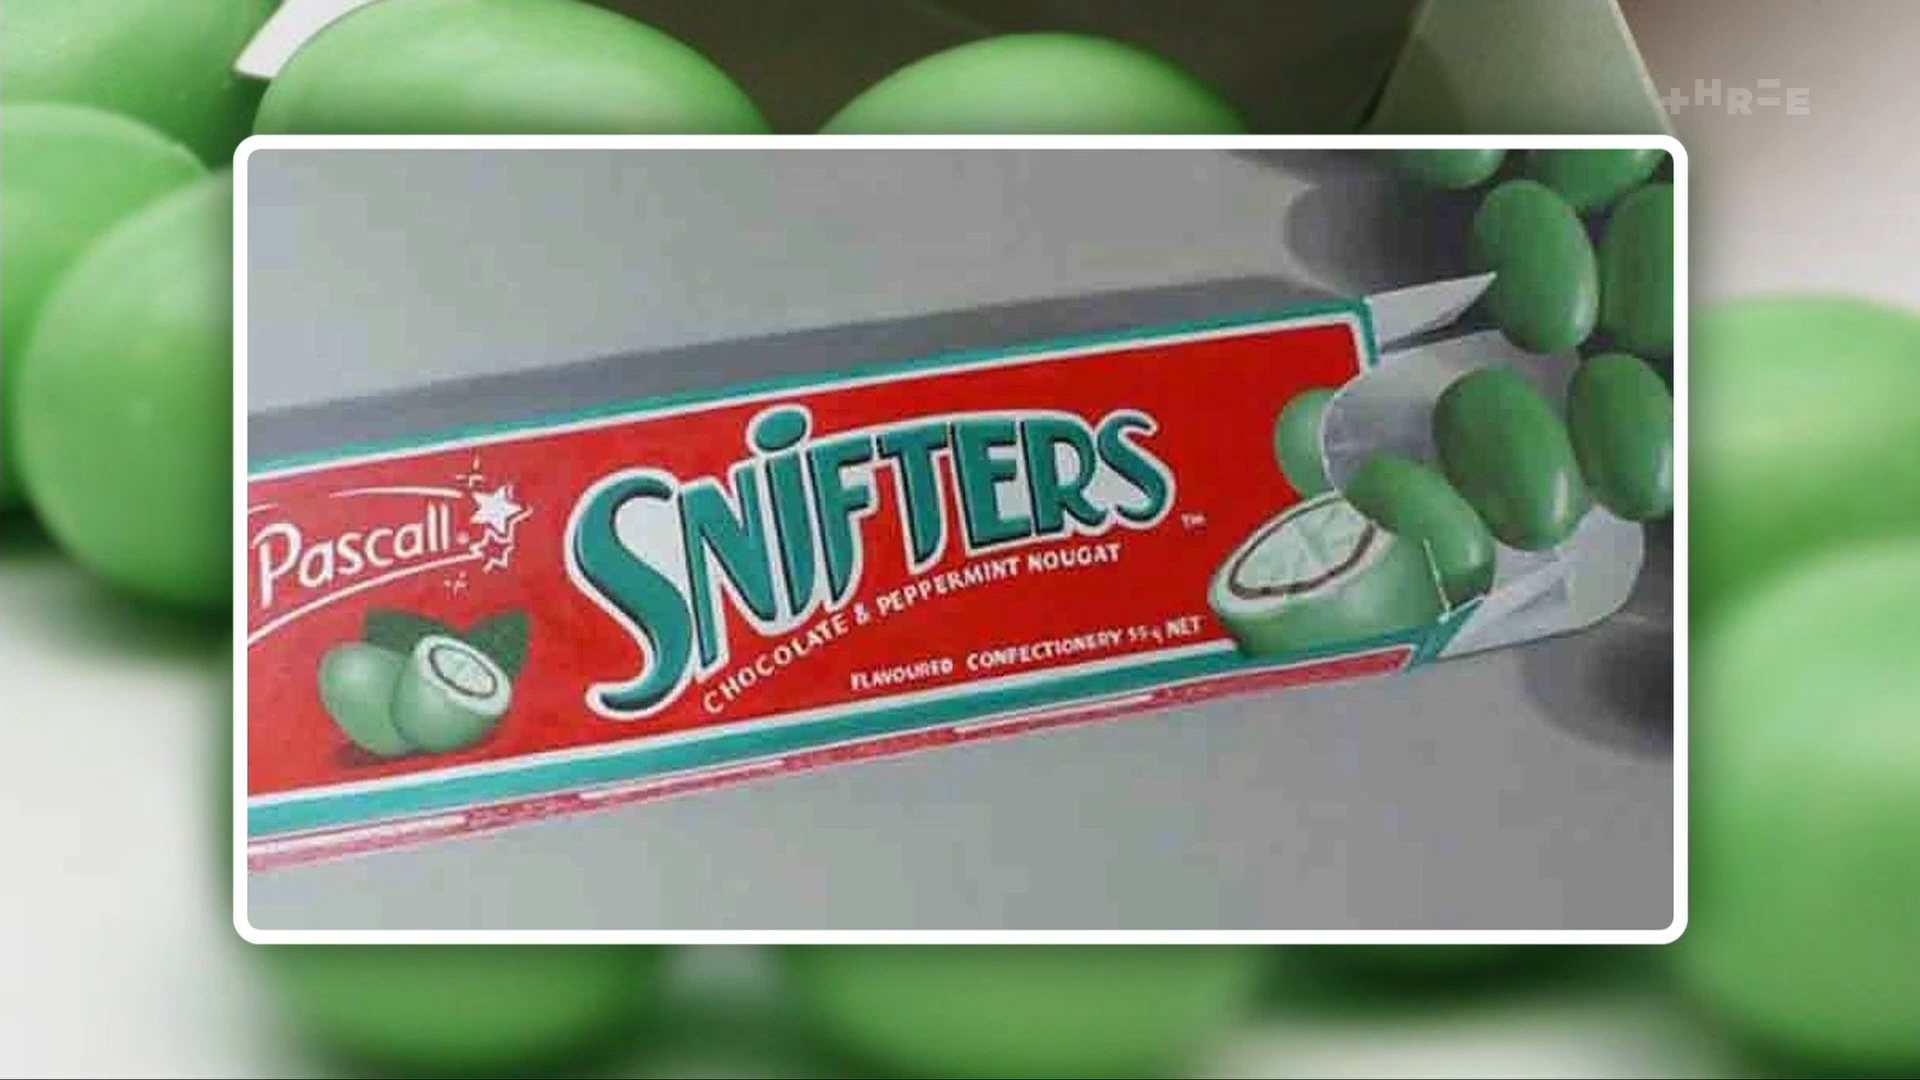 THREE
Pascall
SNiFTERS
TM
CHOCOLATE & PEPPERMINT NOUGAT
FLAVOURED CONFECTIONERY 55g NET